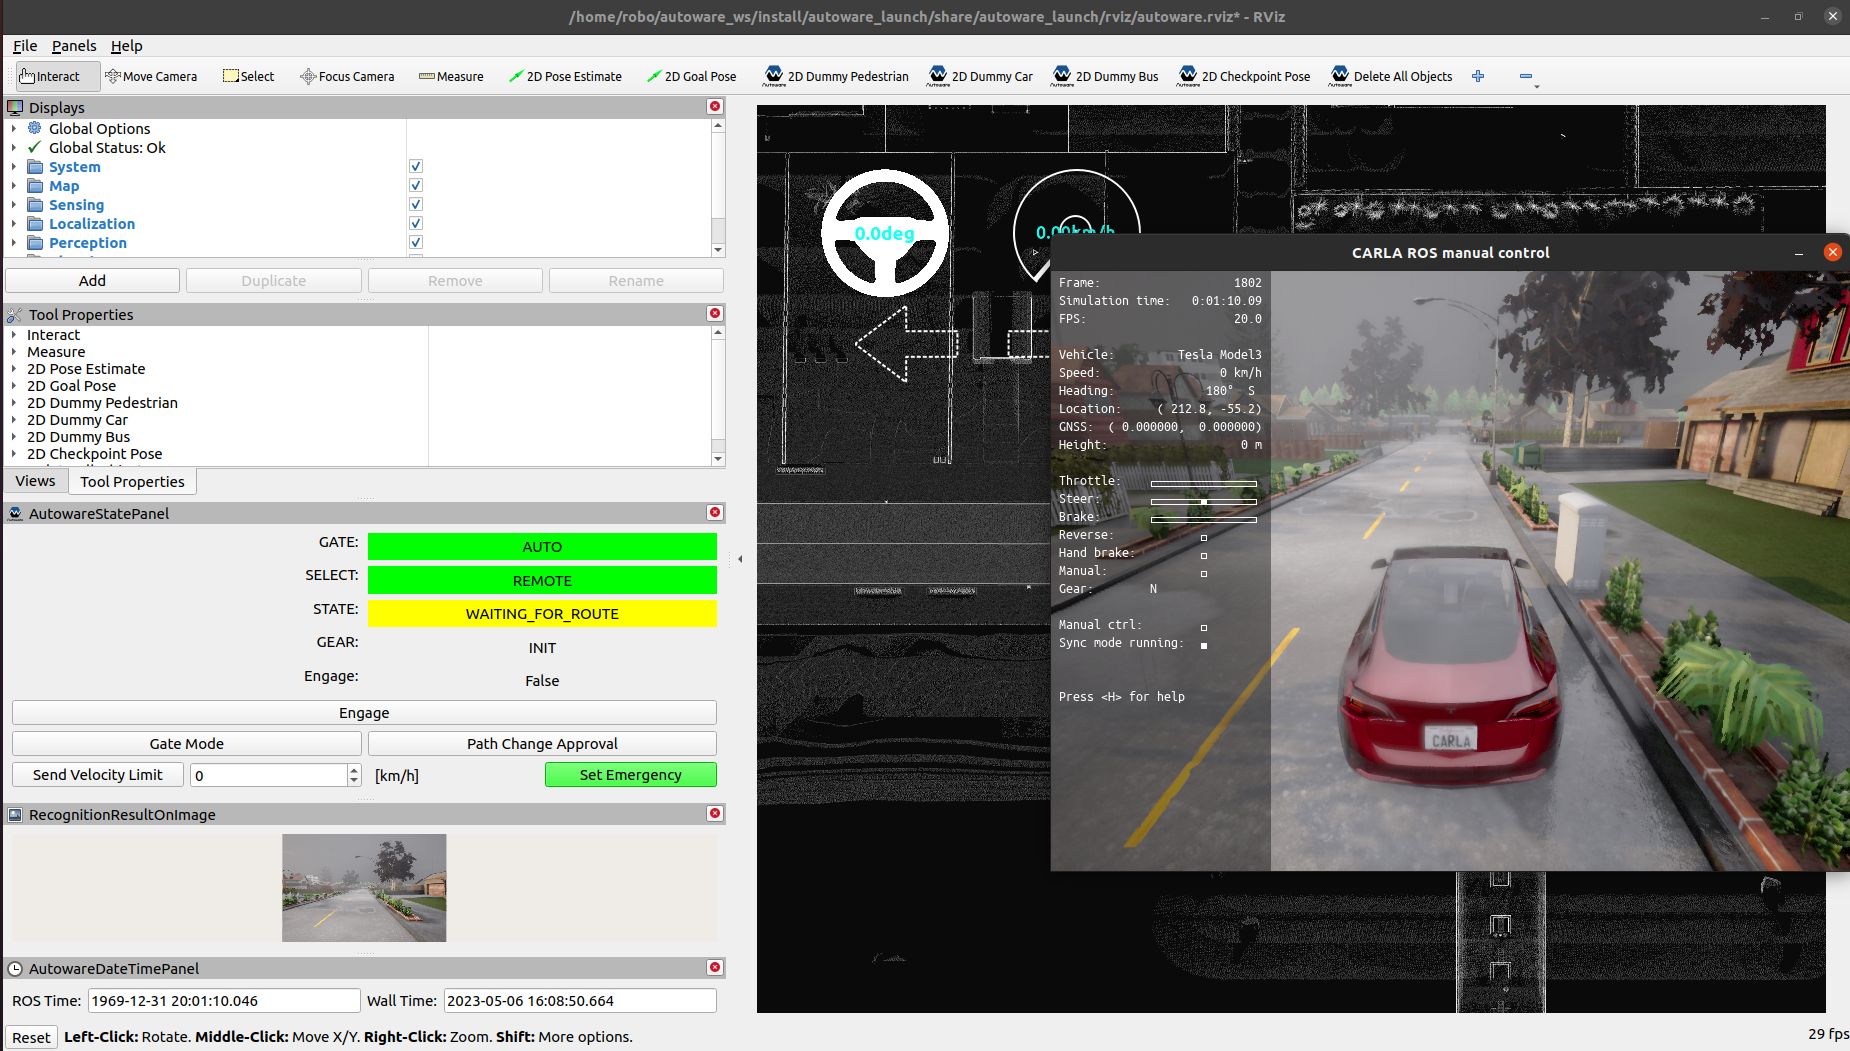 /home/robo/autoware_ws/install/autoware_launch/share/autoware_launch/rviz/autoware.rviz* - RViz
File Panels Help
Interact Move Camera Select Focus Camera Measure 2D Pose Estimate 2D Goal Pose 2D Dummy Pedestrian 2D Dummy Car 2D Dummy Bus 2D Checkpoint Pose Delete All Objects
Displays
Global Options
Global Status: Ok
System
Map
Sensing
Localization
Perception
Add Duplicate Remove Rename
Tool Properties
Interact
Measure
2D Pose Estimate
2D Goal Pose
2D Dummy Pedestrian
2D Dummy Car
2D Dummy Bus
2D Checkpoint Pose
Views Tool Properties
AutowareStatePanel
GATE: AUTO
SELECT: REMOTE
STATE: WAITING_FOR_ROUTE
GEAR: INIT
Engage: False
Engage
Gate Mode Path Change Approval
Send Velocity Limit 0 [km/h] Set Emergency
RecognitionResultOnImage
AutowareDateTimePanel
ROS Time: 1969-12-31 20:01:10.046 Wall Time: 2023-05-06 16:08:50.664
Reset Left-Click: Rotate. Middle-Click: Move X/Y. Right-Click: Zoom. Shift: More options.
29 fps
0.0deg
0.00km/h
CARLA ROS manual control
Frame: 1802
Simulation time: 0:01:10.09
FPS: 20.0
Vehicle: Tesla Model3
Speed: 0 km/h
Heading: 180° S
Location: ( 212.8, -55.2)
GNSS: ( 0.000000, 0.000000)
Height: 0 m
Throttle:
Steer:
Brake:
Reverse:
Hand brake:
Manual:
Gear: N
Manual ctrl:
Sync mode running:
Press <H> for help
CARLA